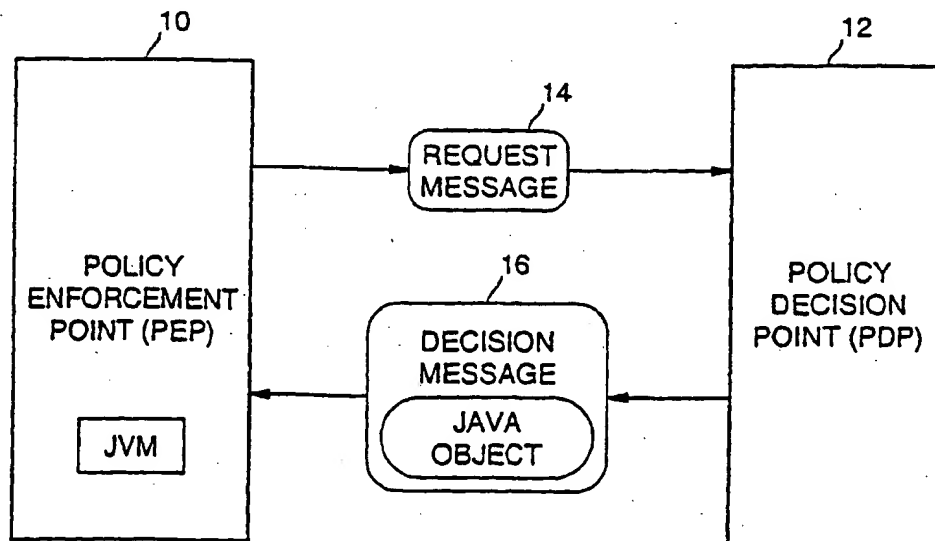 10
12
14
REQUEST
MESSAGE
POLICY
ENFORCEMENT
POINT (PEP)
16
DECISION
MESSAGE
JAVA
OBJECT
POLICY
DECISION
POINT (PDP)
JVM